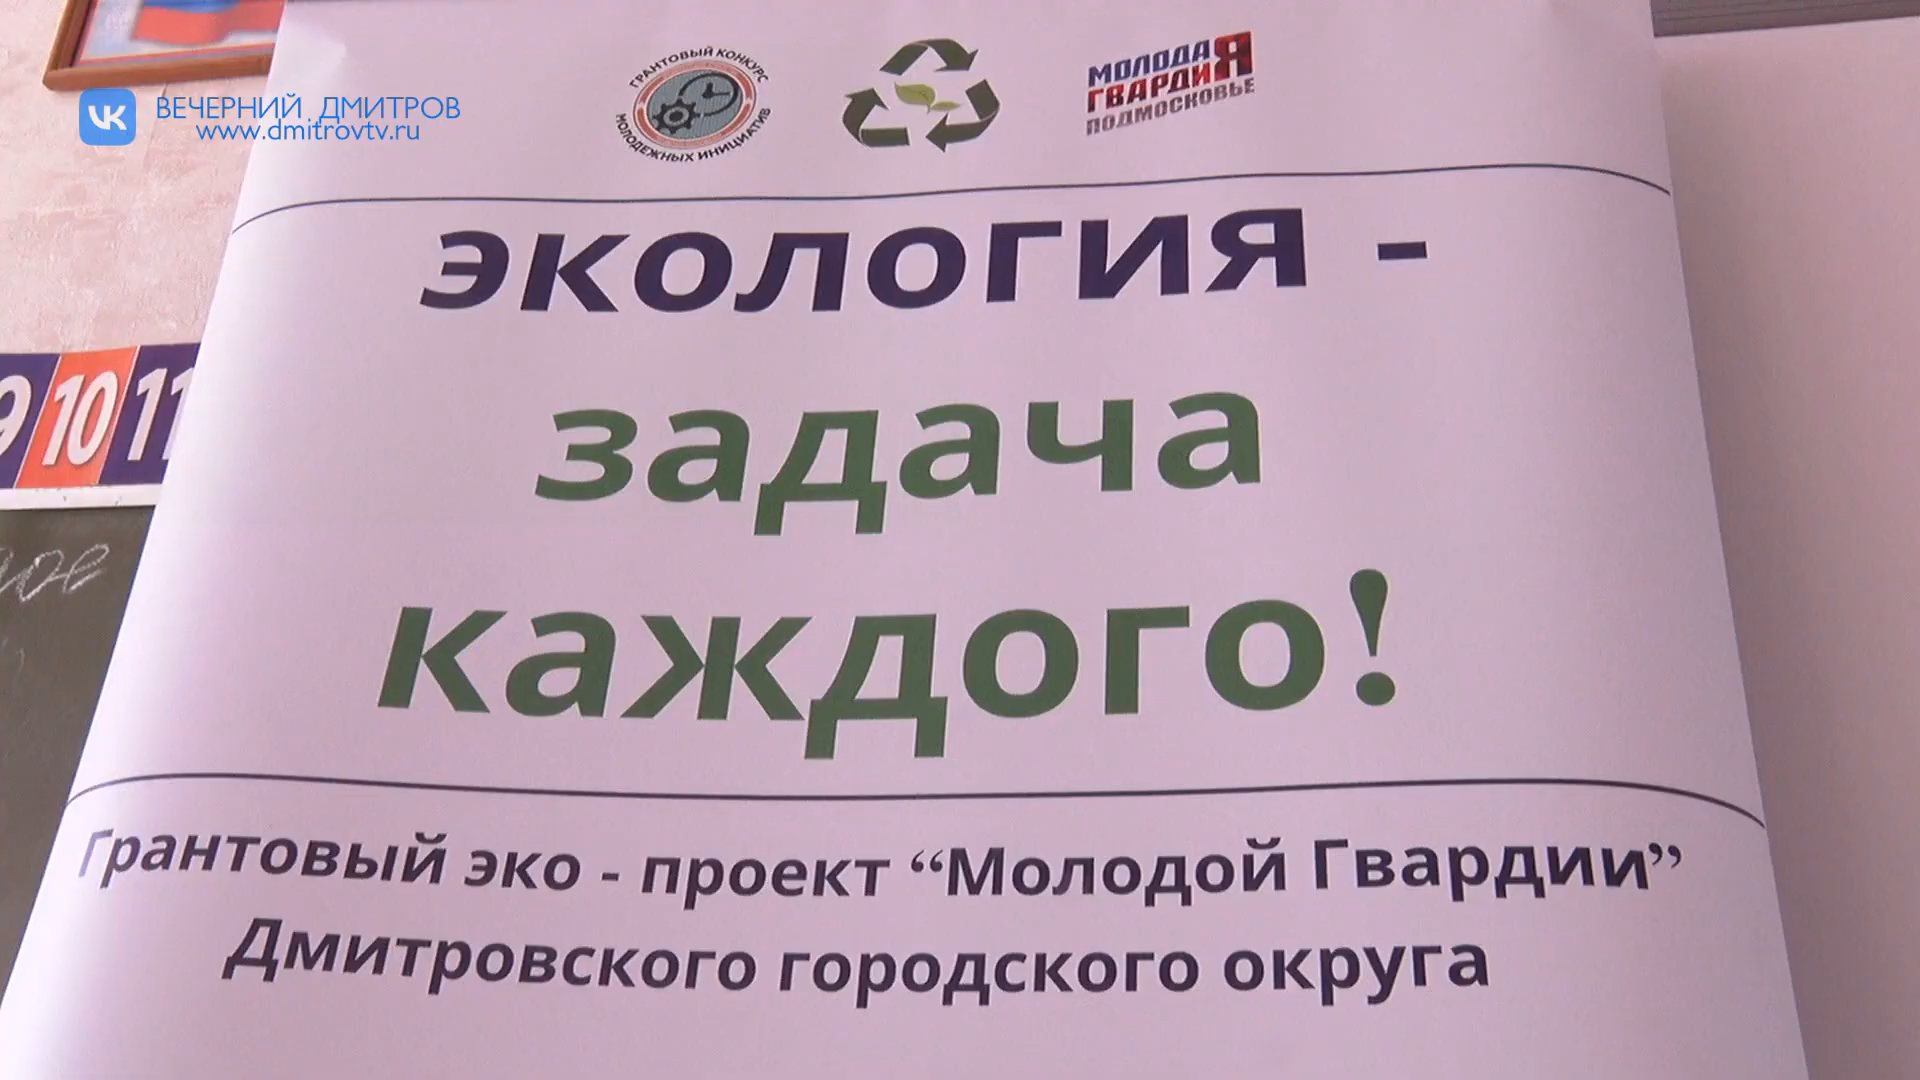 ВЕЧЕРНИЙ ДМИТРОВ
www.dmitrovtv.ru
ГРАНТОВЫЙ КОНКУРС
МОЛОДЕЖНЫХ ИНИЦИАТИВ
МОЛОДАЯ
ГВАРДИЯ
ПОДМОСКОВЬЕ
ЭКОЛОГИЯ -
задача
каждого!
Грантовый эко - проект “Молодой Гвардии”
Дмитровского городского округа
9 10 11